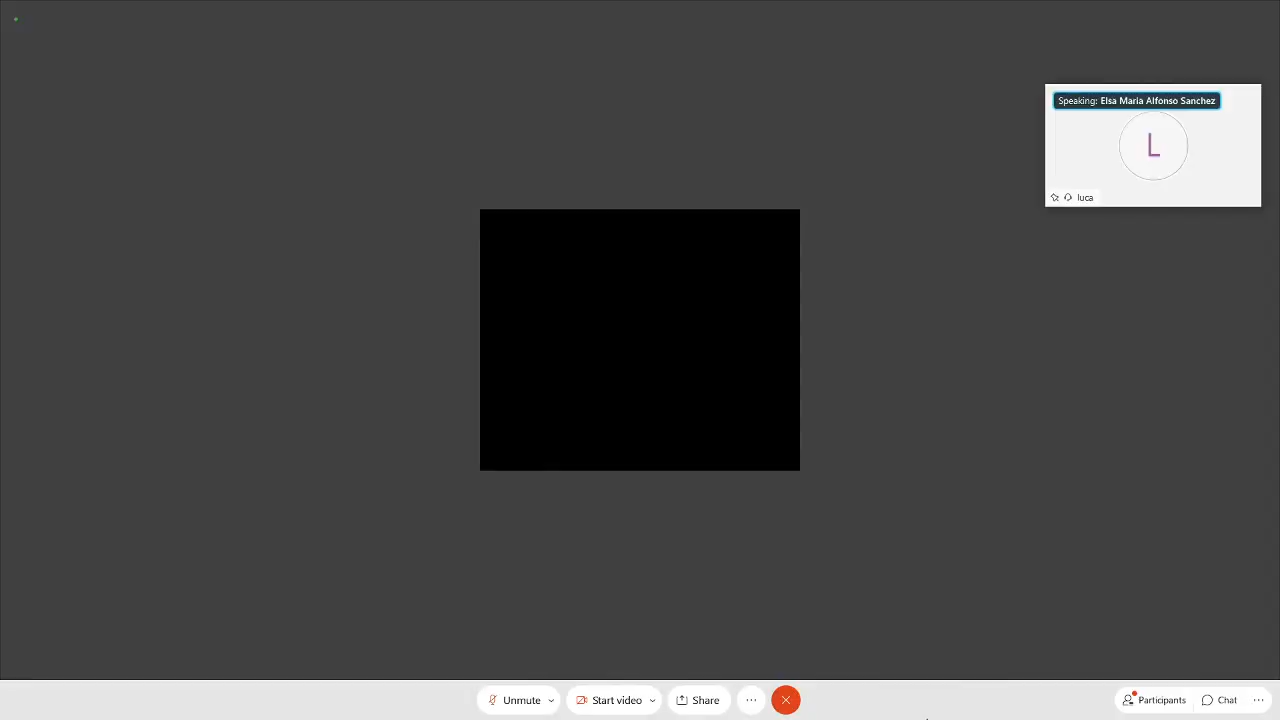 Speaking: Elsa Maria Alfonso Sanchez
L
luca
Unmute
Start video
Share
Participants
Chat